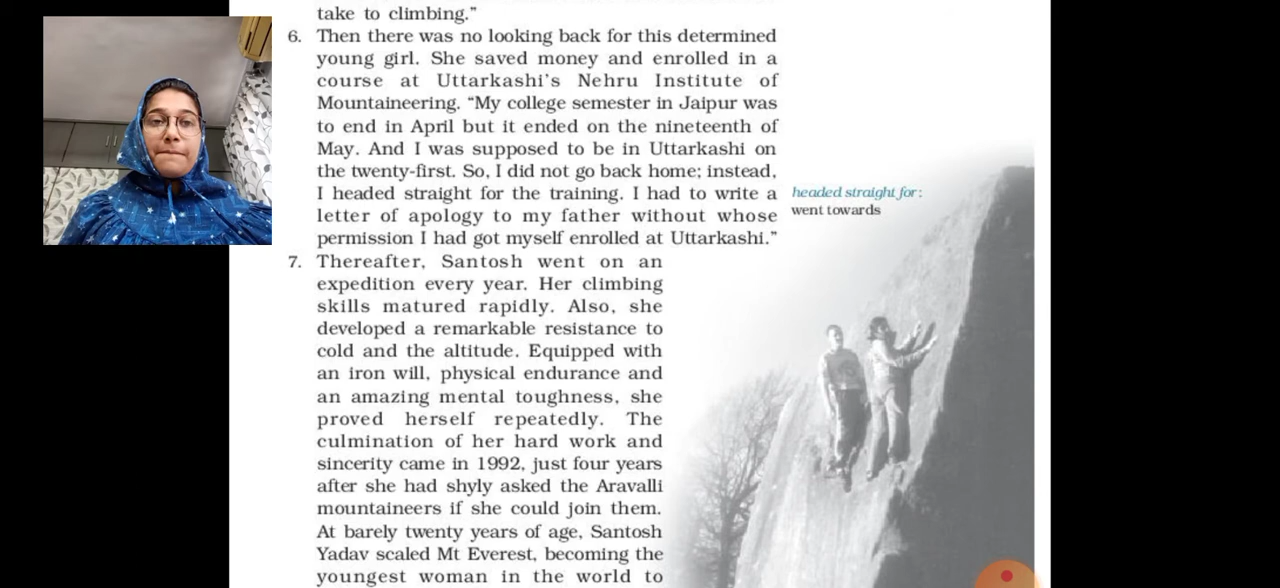 take to climbing.”
6. Then there was no looking back for this determined
young girl. She saved money and enrolled in a
course at Uttarkashi’s Nehru Institute of
Mountaineering. “My college semester in Jaipur was
to end in April but it ended on the nineteenth of
May. And I was supposed to be in Uttarkashi on
the twenty-first. So, I did not go back home; instead,
I headed straight for the training. I had to write a
letter of apology to my father without whose
permission I had got myself enrolled at Uttarkashi.”
headed straight for:
went towards
7. Thereafter, Santosh went on an
expedition every year. Her climbing
skills matured rapidly. Also, she
developed a remarkable resistance to
cold and the altitude. Equipped with
an iron will, physical endurance and
an amazing mental toughness, she
proved herself repeatedly. The
culmination of her hard work and
sincerity came in 1992, just four years
after she had shyly asked the Aravalli
mountaineers if she could join them.
At barely twenty years of age, Santosh
Yadav scaled Mt Everest, becoming the
youngest woman in the world to